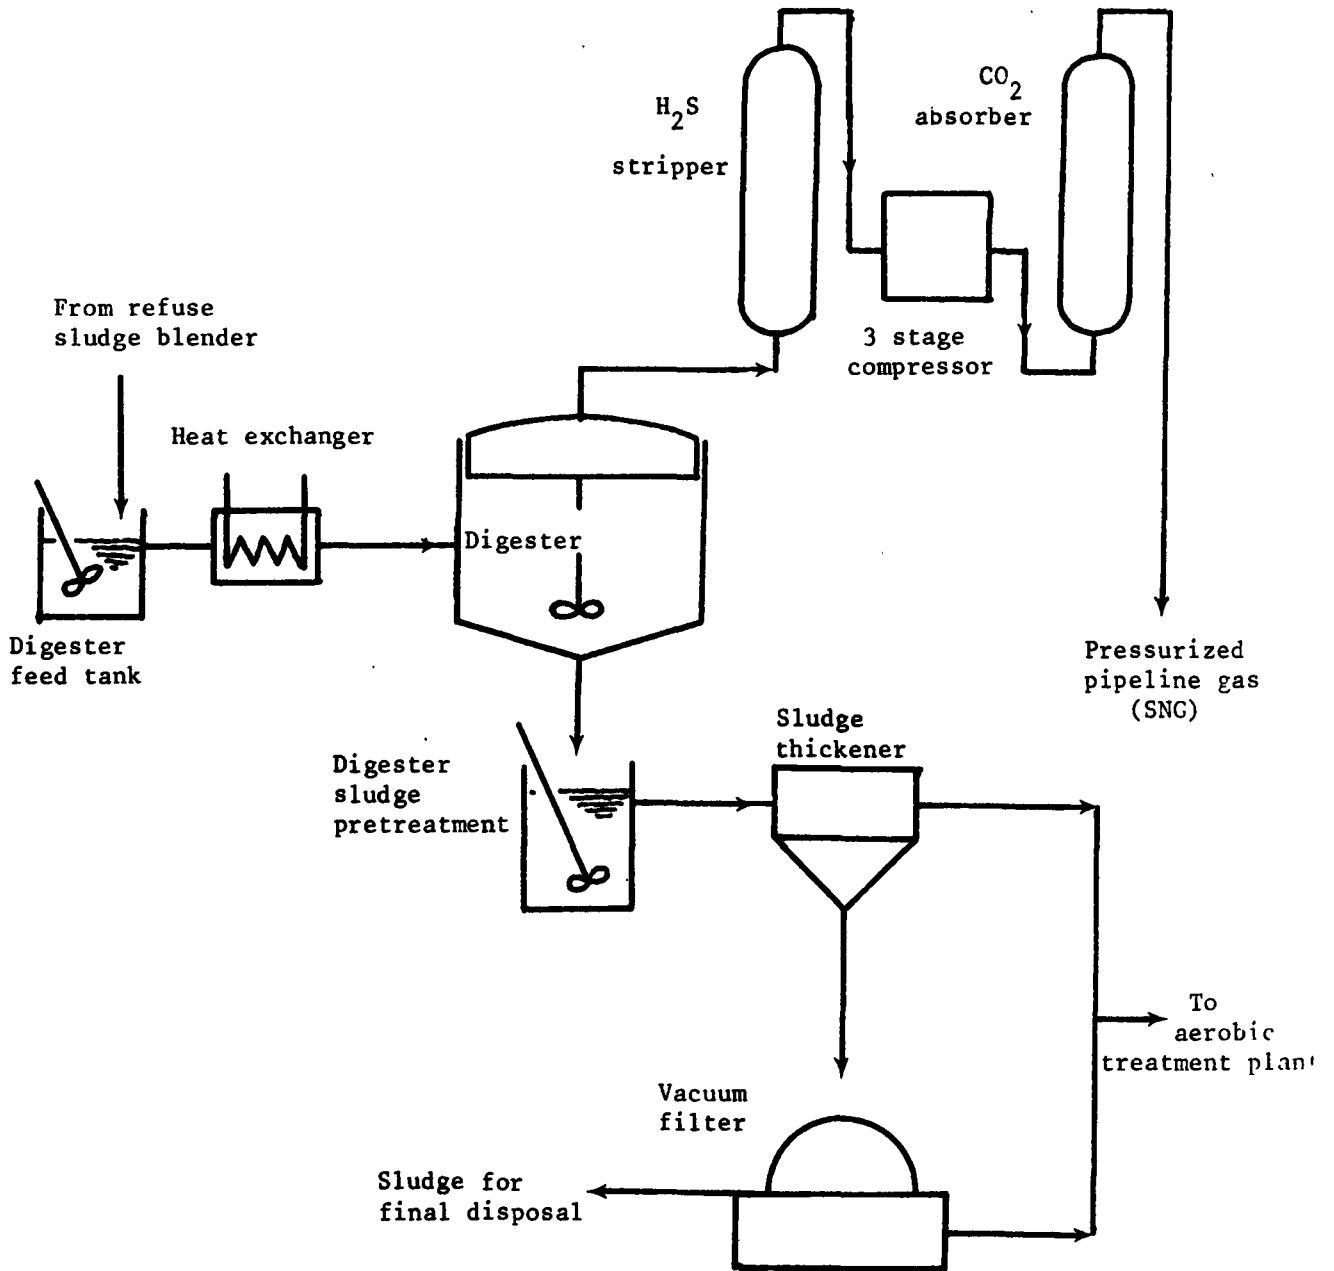 H2S
stripper
CO2
absorber
3 stage
compressor
From refuse
sludge blender
Heat exchanger
Digester
Digester
feed tank
Pressurized
pipeline gas
(SNG)
Sludge
thickener
Digester
sludge
pretreatment
To
aerobic
treatment plant
Vacuum
filter
Sludge for
final disposal